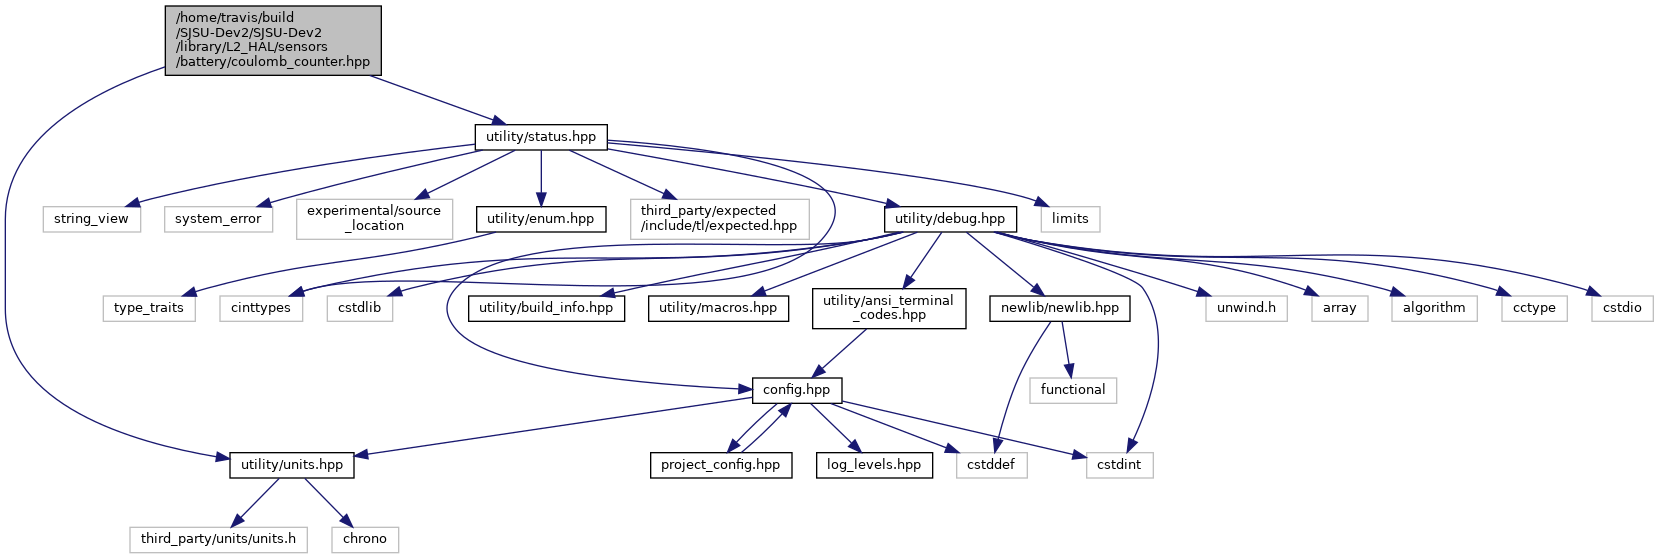 /home/travis/build
/SJSU-Dev2/SJSU-Dev2
/library/L2_HAL/sensors
/battery/coulomb_counter.hpp
utility/status.hpp
string_view
system_error
experimental/source
_location
utility/enum.hpp
third_party/expected
/include/tl/expected.hpp
utility/debug.hpp
limits
type_traits
cinttypes
cstdlib
utility/build_info.hpp
utility/macros.hpp
utility/ansi_terminal
_codes.hpp
newlib/newlib.hpp
unwind.h
array
algorithm
cctype
cstdio
config.hpp
functional
utility/units.hpp
project_config.hpp
log_levels.hpp
cstddef
cstdint
third_party/units/units.h
chrono